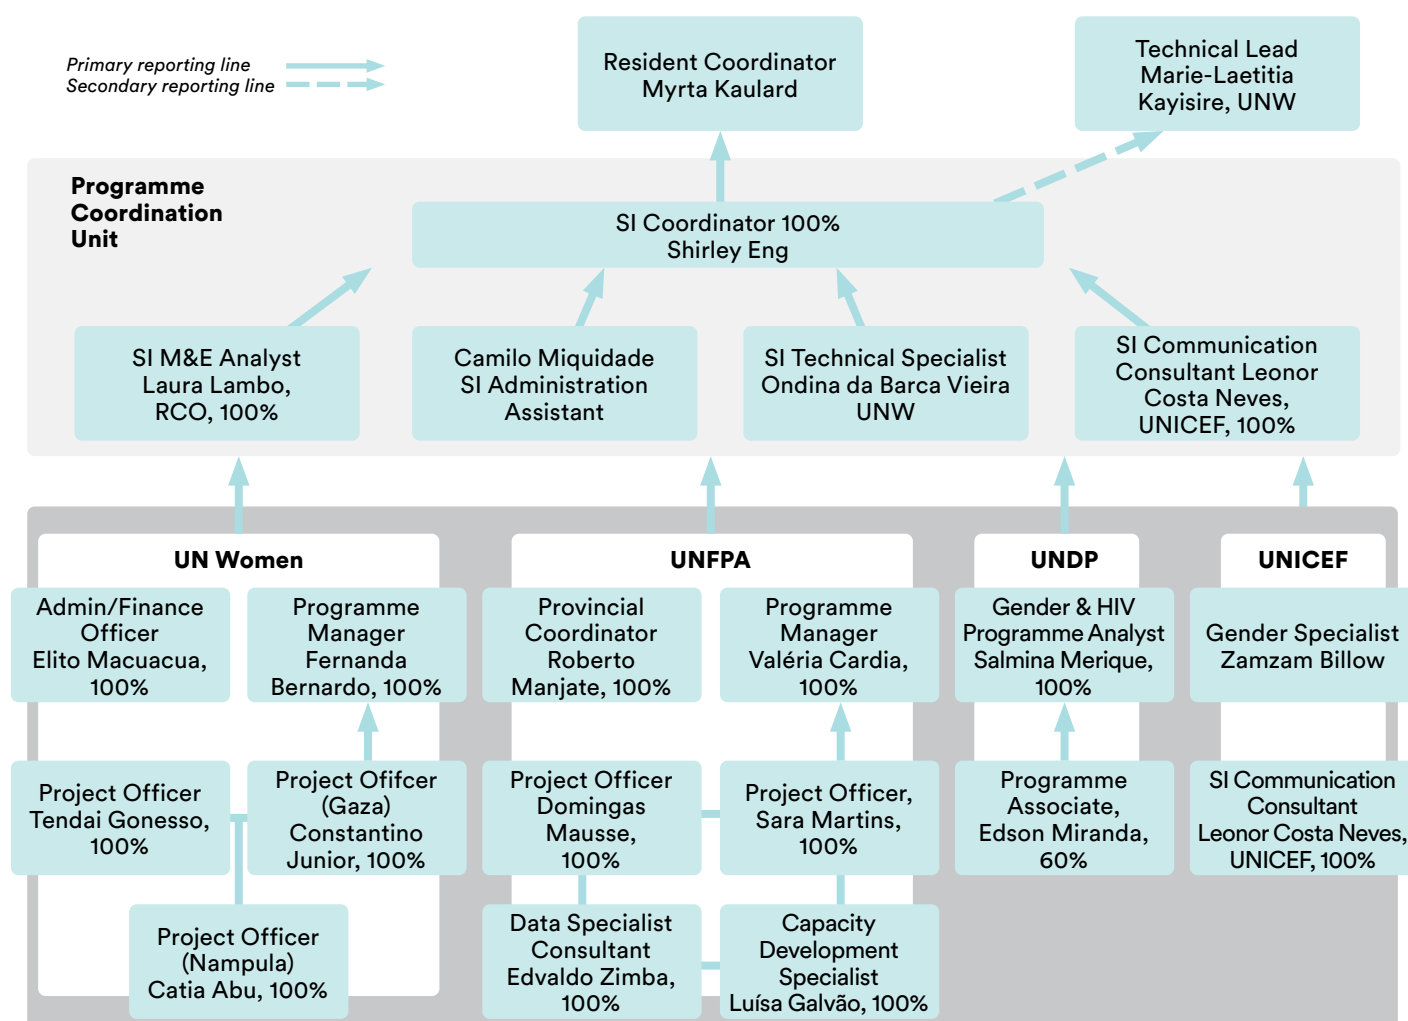 Primary reporting line
Secondary reporting line
Resident Coordinator
Myrta Kaulard
Technical Lead
Marie-Laetitia
Kayisire, UNW
Programme
Coordination
Unit
SI Coordinator 100%
Shirley Eng
SI M&E Analyst
Laura Lambo,
RCO, 100%
Camilo Miquidade
SI Administration
Assistant
SI Technical Specialist
Ondina da Barca Vieira
UNW
SI Communication
Consultant Leonor
Costa Neves,
UNICEF, 100%
UN Women
Admin/Finance
Officer
Elito Macuacua,
100%
Programme
Manager
Fernanda
Bernardo, 100%
Project Officer
Tendai Gonesso,
100%
Project Ofifcer
(Gaza)
Constantino
Junior, 100%
Project Officer
(Nampula)
Catia Abu, 100%
UNFPA
Provincial
Coordinator
Roberto
Manjate, 100%
Programme
Manager
Valéria Cardia,
100%
Project Officer
Domingas
Mausse,
100%
Project Officer,
Sara Martins,
100%
Data Specialist
Consultant
Edvaldo Zimba,
100%
Capacity
Development
Specialist
Luísa Galvão, 100%
UNDP
Gender & HIV
Programme Analyst
Salmina Merique,
100%
Programme
Associate,
Edson Miranda,
60%
UNICEF
Gender Specialist
Zamzam Billow
SI Communication
Consultant
Leonor Costa Neves,
UNICEF, 100%